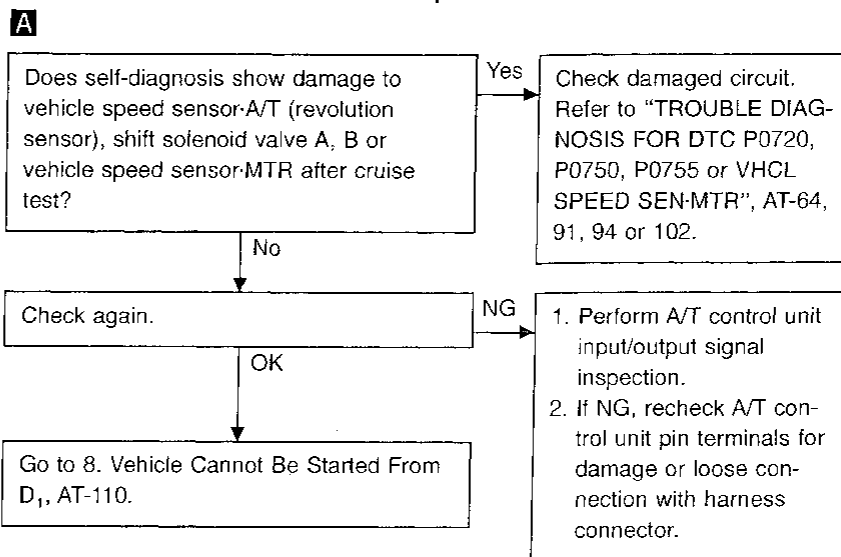 A
Does self-diagnosis show damage to
vehicle speed sensor·A/T (revolution
sensor), shift solenoid valve A, B or
vehicle speed sensor·MTR after cruise
test?
Yes
Check damaged circuit.
Refer to "TROUBLE DIAG-
NOSIS FOR DTC P0720,
P0750, P0755 or VHCL
SPEED SEN·MTR", AT-64,
91, 94 or 102.
No
Check again.
NG
1. Perform A/T control unit
input/output signal
inspection.
2. If NG, recheck A/T con-
trol unit pin terminals for
damage or loose con-
nection with harness
connector.
OK
Go to 8. Vehicle Cannot Be Started From
D₁, AT-110.